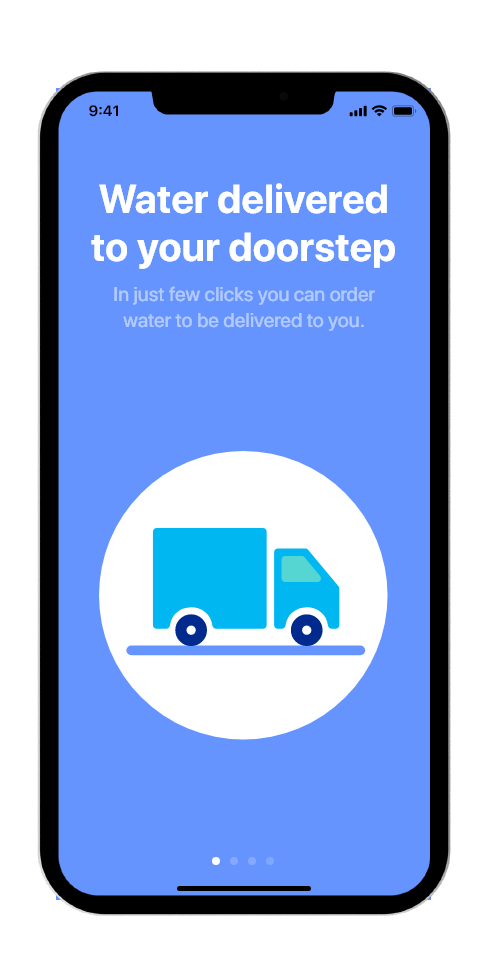 9:41
Water delivered
to your doorstep
In just few clicks you can order
water to be delivered to you.